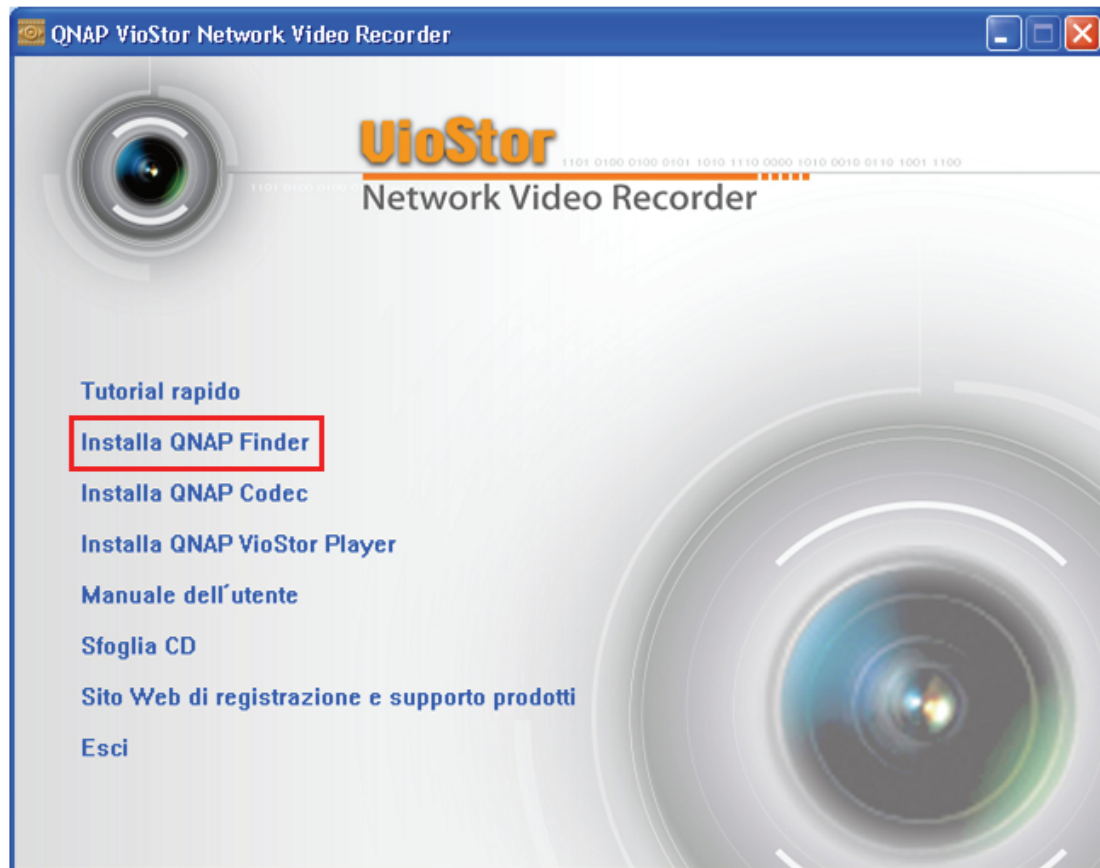 QNAP VioStor Network Video Recorder
VioStor
1101 0100 0100 0101 1010 1110 0000 1010 0010 0110 1001 1100
Network Video Recorder
Tutorial rapido
Installa QNAP Finder
Installa QNAP Codec
Installa QNAP VioStor Player
Manuale dell´utente
Sfoglia CD
Sito Web di registrazione e supporto prodotti
Esci